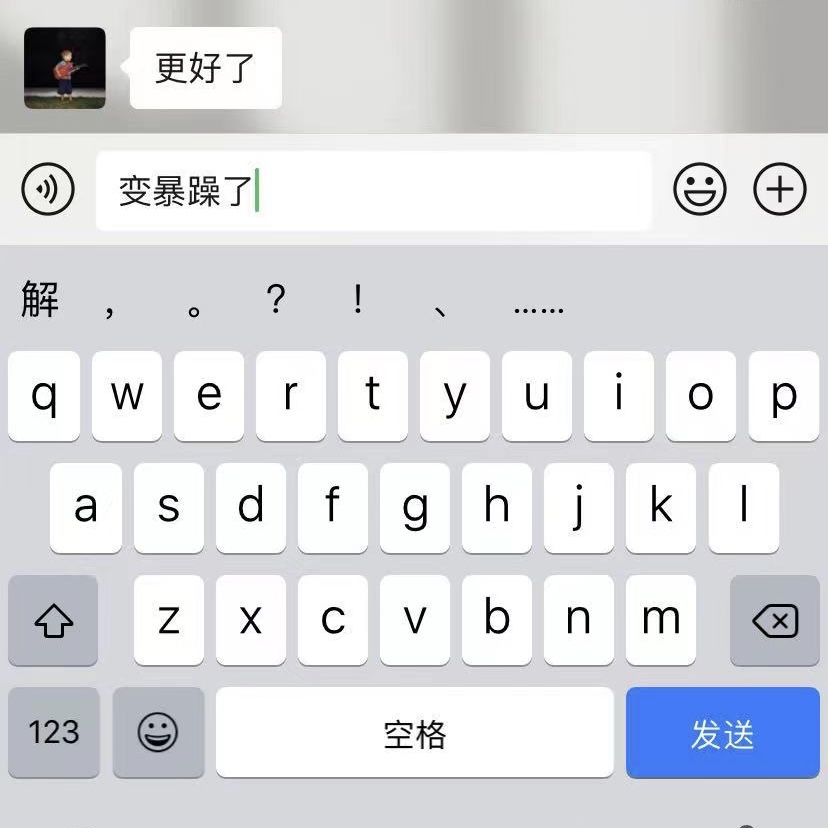 更好了
变暴躁了
解 ， 。 ？ ！ 、 ……
q w e r t y u i o p
a s d f g h j k l
z x c v b n m
123 空格 发送